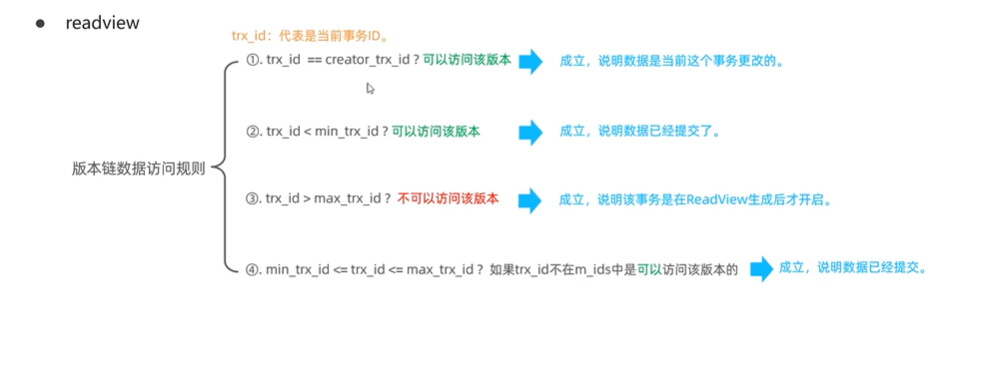 ● readview
trx_id：代表是当前事务ID。
①. trx_id == creator_trx_id ? 可以访问该版本 成立，说明数据是当前这个事务更改的。
②. trx_id < min_trx_id ? 可以访问该版本 成立，说明数据已经提交了。
版本链数据访问规则
③. trx_id > max_trx_id ? 不可以访问该版本 成立，说明该事务是在ReadView生成后才开启。
④. min_trx_id <= trx_id <= max_trx_id ? 如果trx_id不在m_ids中是可以访问该版本的 成立，说明数据已经提交。